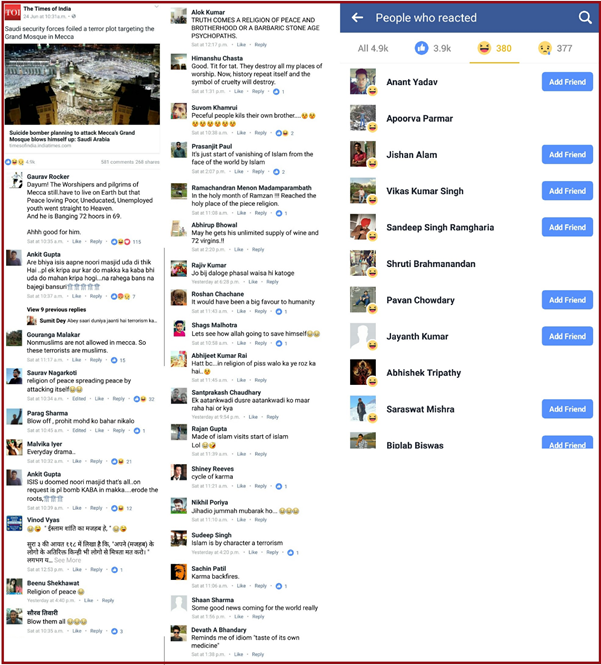 TOI
The Times of India
24 Jun at 10:31a.m.
Saudi security forces foiled a terror plot targeting the
Grand Mosque in Mecca
Suicide bomber planning to attack Mecca's Grand
Mosque blows himself up: Saudi Arabia
timesofindia.indiatimes.com
4.9k
585 comments 268 shares
Gaurav Rocker
Dayum! The Worshipers and pilgrims of
Mecca still.have to live on Earth but that
Peace loving Poor, Uneducated, Unemployed
youth went straight to Heaven.
And he is Banging 72 hoors in 69.
Ahhh good for him.
Sat at 10:35 a.m. · Like · Reply · 115
Ankit Gupta
Are bhiya isis aapne noori masjid uda di thik
Hai ..pl ek kripa aur kar do makka ka kaba bhi
uda do mahan kripa hogi...na rahega bans na
bajegi bansuri
Sat at 10:37 a.m. · Like · Reply · 7
View 9 previous replies
Sumit Dey Abey saari duniya jaanti hai terrorism ka...
Gouranga Malakar
Nonmuslims are not allowed in mecca. So
these terrorists are muslims.
Sat at 11:17 a.m. · Like · Reply · 15
Saurav Nagarkoti
religion of peace spreading peace by
attacking itself
Sat at 10:34 a.m. · Edited · Like · Reply · 32
Parag Sharma
Blow off , prohit mohd ko bahar nikalo
Sat at 10:45 a.m. · Edited · Like · Reply · 1
Malvika Iyer
Everyday drama..
Sat at 10:32 a.m. · Like · Reply · 21
Ankit Gupta
ISIS u doomed noori masjid that's all..on
request is pl bomb KABA in makka....erode the
roots,
Sat at 10:39 a.m. · Like · Reply · 12
Vinod Vyas
" ईस्लाम शांति का मजहब है, "
सूरा ३ की आयत ११८ में लिखा है कि, "अपने (मजहब) के
लोगो के अतिरिक्त किन्ही भी लोगो से मित्रता मत करो। "
लगभग य... See More
Sat at 12:53 p.m. · Like · Reply · 1
Beenu Shekhawat
Religion of peace
Yesterday at 4:40 p.m. · Like · Reply
सौरव तिवारी
Blow them all
Sat at 10:35 a.m. · Like · Reply · 3
Alok Kumar
TRUTH COMES A RELIGION OF PEACE AND
BROTHERHOOD OR A BARBARIC STONE AGE
PSYCHOPATHS.
Sat at 12:17 p.m. · Like · Reply
Himanshu Chasta
Good. Tit for tat. They destroy all my places of
worship. Now, history repeat itself and the
symbol of cruelty will destroy.
Sat at 1:31 p.m. · Like · Reply · 1
Suvom Khamrui
Peceful people kils their own brother....
Sat at 10:38 a.m. · Like · Reply · 2
Prasanjit Paul
It's just start of vanishing of Islam from the
face of the world by Islam
Sat at 2:07 p.m. · Like · Reply · 3
Ramachandran Menon Madamparambath
In the holy month of Ramzan !!! Reached the
holy place of the piece religion.
Sat at 11:08 a.m. · Like · Reply · 1
Abhirup Bhowal
May he gets his unlimited supply of wine and
72 virgins.!!
Sat at 2:25 p.m. · Like · Reply
Rajiv Kumar
Jo bij daloge phasal waisa hi katoge
Yesterday at 6:28 p.m. · Like · Reply
Roshan Chachane
It would have been a big favour to humanity
Sat at 11:45 a.m. · Like · Reply · 1
Shags Malhotra
Lets see how allah going to save himself
Sat at 10:58 a.m. · Like · Reply · 1
Abhijeet Kumar Rai
Hatt bc...in religion of piss walo ka ye roz ka
hai..
Sat at 11:45 a.m. · Like · Reply
Santprakash Chaudhary
Ek aatankwadi dusre aatankwadi ko maar
raha hai or kya
Yesterday at 9:54 p.m. · Like · Reply
Rajan Gupta
Made of islam visits start of islam
Lol
Sat at 11:39 a.m. · Like · Reply
Shiney Reeves
cycle of karma
Sat at 11:31 a.m. · Like · Reply · 1
Nikhil Poriya
Jihadio jummah mubarak ho...
Sat at 11:10 a.m. · Like · Reply
Sudeep Singh
Islam is by character a terrorism
Yesterday at 4:23 p.m. · Like · Reply · 1
Sachin Patil
Karma backfires.
Sat at 11:06 a.m. · Like · Reply · 1
Shaan Sharma
Some good news coming for the world really
Sat at 1:56 p.m. · Like · Reply
Devath A Bhandary
Reminds me of idiom "taste of its own
medicine"
Sat at 1:38 p.m. · Like · Reply
People who reacted
All 4.9k 3.9k 380 377
Anant Yadav
Add Friend
Apoorva Parmar
Jishan Alam
Add Friend
Vikas Kumar Singh
Add Friend
Sandeep Singh Ramgharia
Add Friend
Shruti Brahmanandan
Pavan Chowdary
Add Friend
Jayanth Kumar
Add Friend
Abhishek Tripathy
Saraswat Mishra
Add Friend
Biplab Biswas
Add Friend